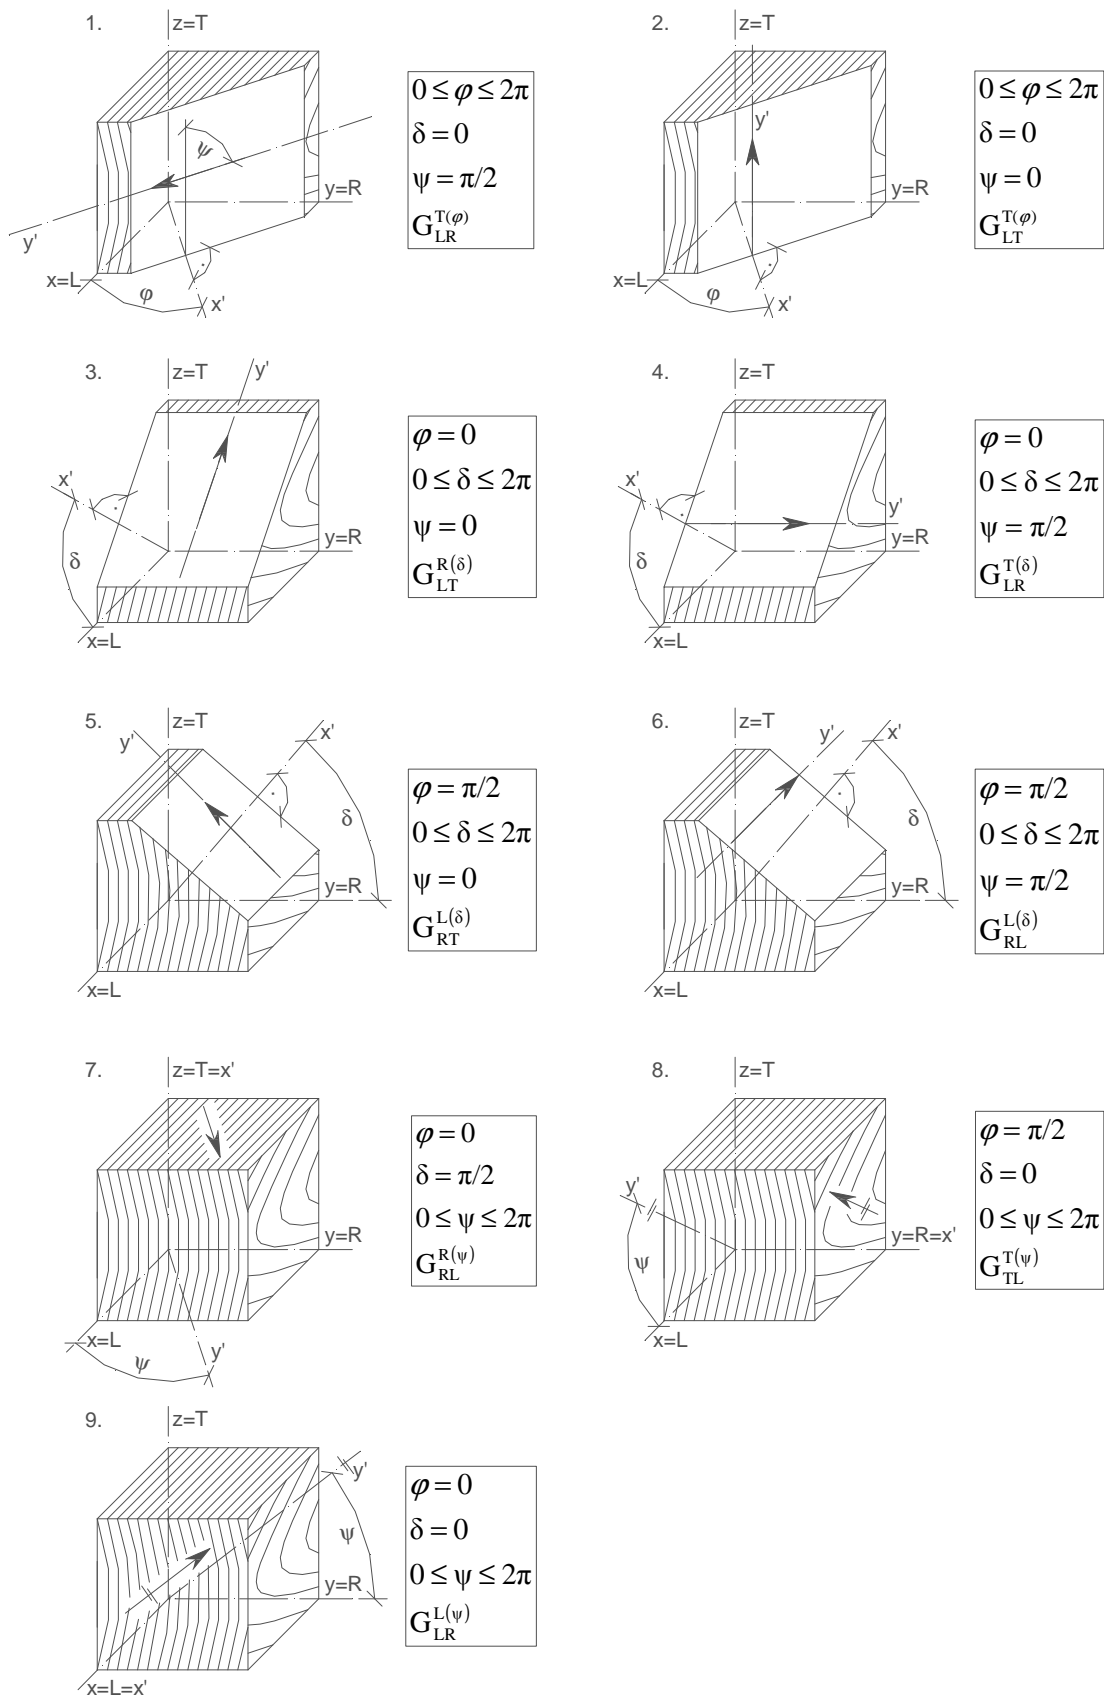 1.
z=T
y=R
ψ
y'
x=L
φ
x'
0 ≤ φ ≤ 2π
δ = 0
ψ = π/2
G_LR^T(φ)
2.
z=T
y'
y=R
x=L
φ
x'
0 ≤ φ ≤ 2π
δ = 0
ψ = 0
G_LT^T(φ)
3.
z=T
y'
x'
δ
y=R
x=L
φ = 0
0 ≤ δ ≤ 2π
ψ = 0
G_LT^R(δ)
4.
z=T
x'
y'
δ
y=R
x=L
φ = 0
0 ≤ δ ≤ 2π
ψ = π/2
G_LR^T(δ)
5.
z=T
y'
x'
δ
y=R
x=L
φ = π/2
0 ≤ δ ≤ 2π
ψ = 0
G_RT^L(δ)
6.
z=T
y'
x'
δ
y=R
x=L
φ = π/2
0 ≤ δ ≤ 2π
ψ = π/2
G_RL^L(δ)
7.
z=T=x'
y=R
x=L
ψ
y'
φ = 0
δ = π/2
0 ≤ ψ ≤ 2π
G_RL^R(ψ)
8.
z=T
y'
ψ
y=R=x'
x=L
φ = π/2
δ = 0
0 ≤ ψ ≤ 2π
G_TL^T(ψ)
9.
z=T
y'
ψ
y=R
x=L=x'
φ = 0
δ = 0
0 ≤ ψ ≤ 2π
G_LR^L(ψ)